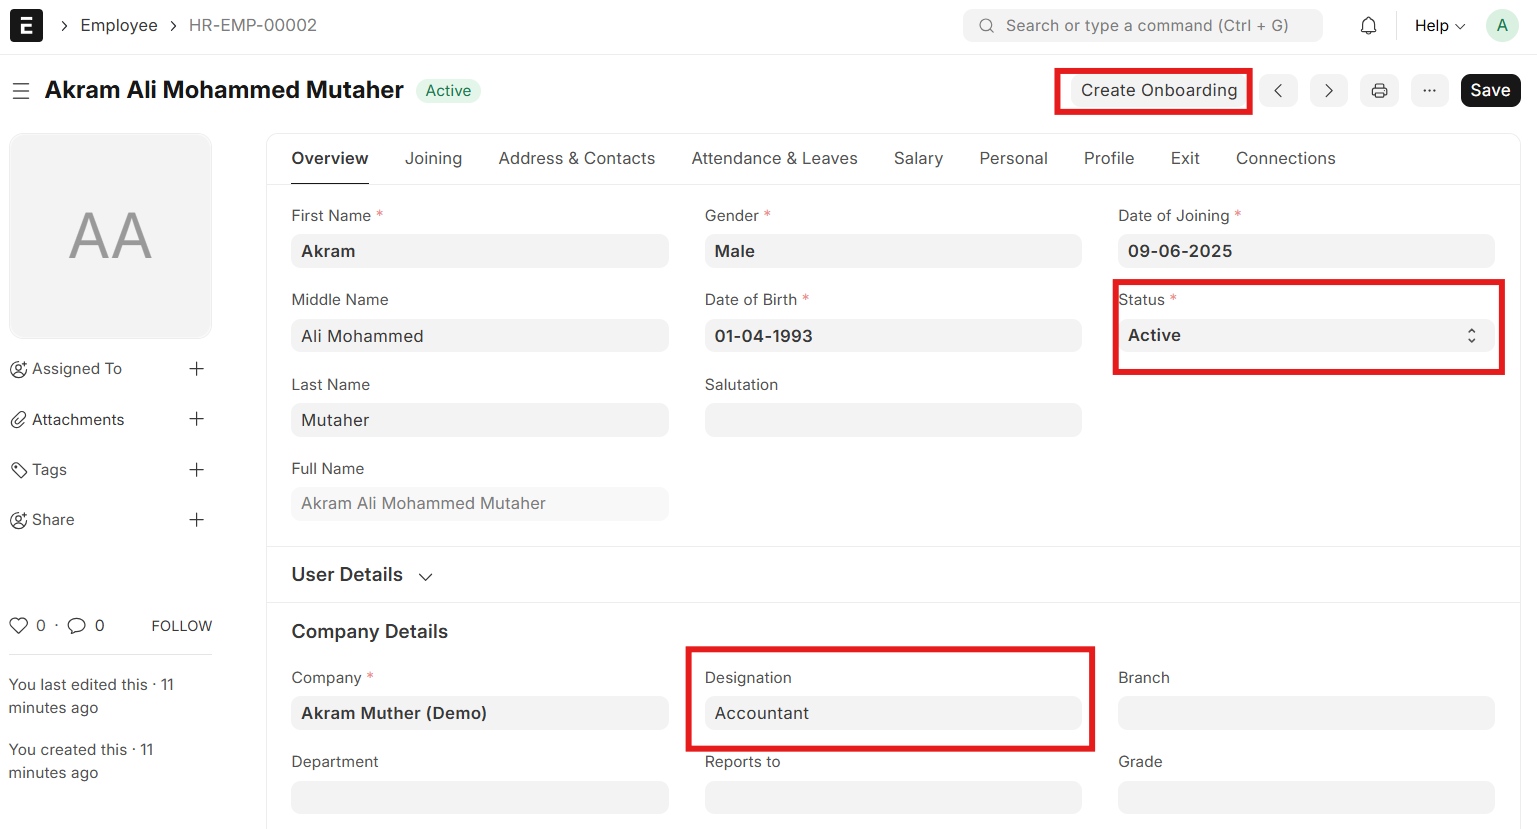 E
Employee
HR-EMP-00002
Search or type a command (Ctrl + G)
Help
A
Akram Ali Mohammed Mutaher
Active
Create Onboarding
Save
AA
Assigned To
Attachments
Tags
Share
0 · 0
FOLLOW
You last edited this · 11
minutes ago
You created this · 11
minutes ago
Overview Joining Address & Contacts Attendance & Leaves Salary Personal Profile Exit Connections
First Name * Gender * Date of Joining *
Akram Male 09-06-2025
Middle Name Date of Birth * Status *
Ali Mohammed 01-04-1993 Active
Last Name Salutation
Mutaher
Full Name
Akram Ali Mohammed Mutaher
User Details
Company Details
Company * Designation Branch
Akram Muther (Demo) Accountant
Department Reports to Grade